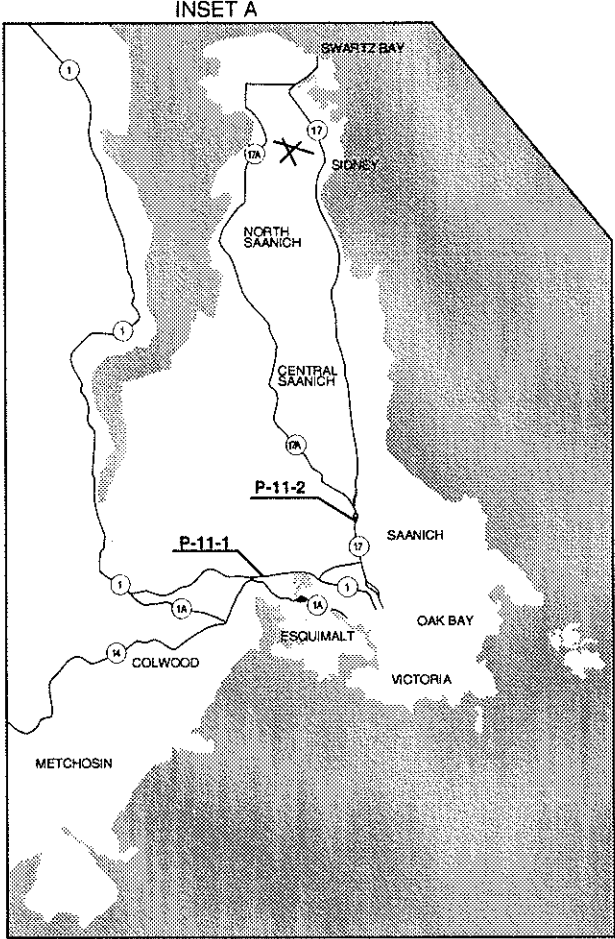 INSET A
SWARTZ BAY
1
17
17A
SIDNEY
NORTH
SAANICH
1
CENTRAL
SAANICH
17A
P-11-2
SAANICH
17
P-11-1
1
1
1A
1A
OAK BAY
ESQUIMALT
14
COLWOOD
VICTORIA
METCHOSIN